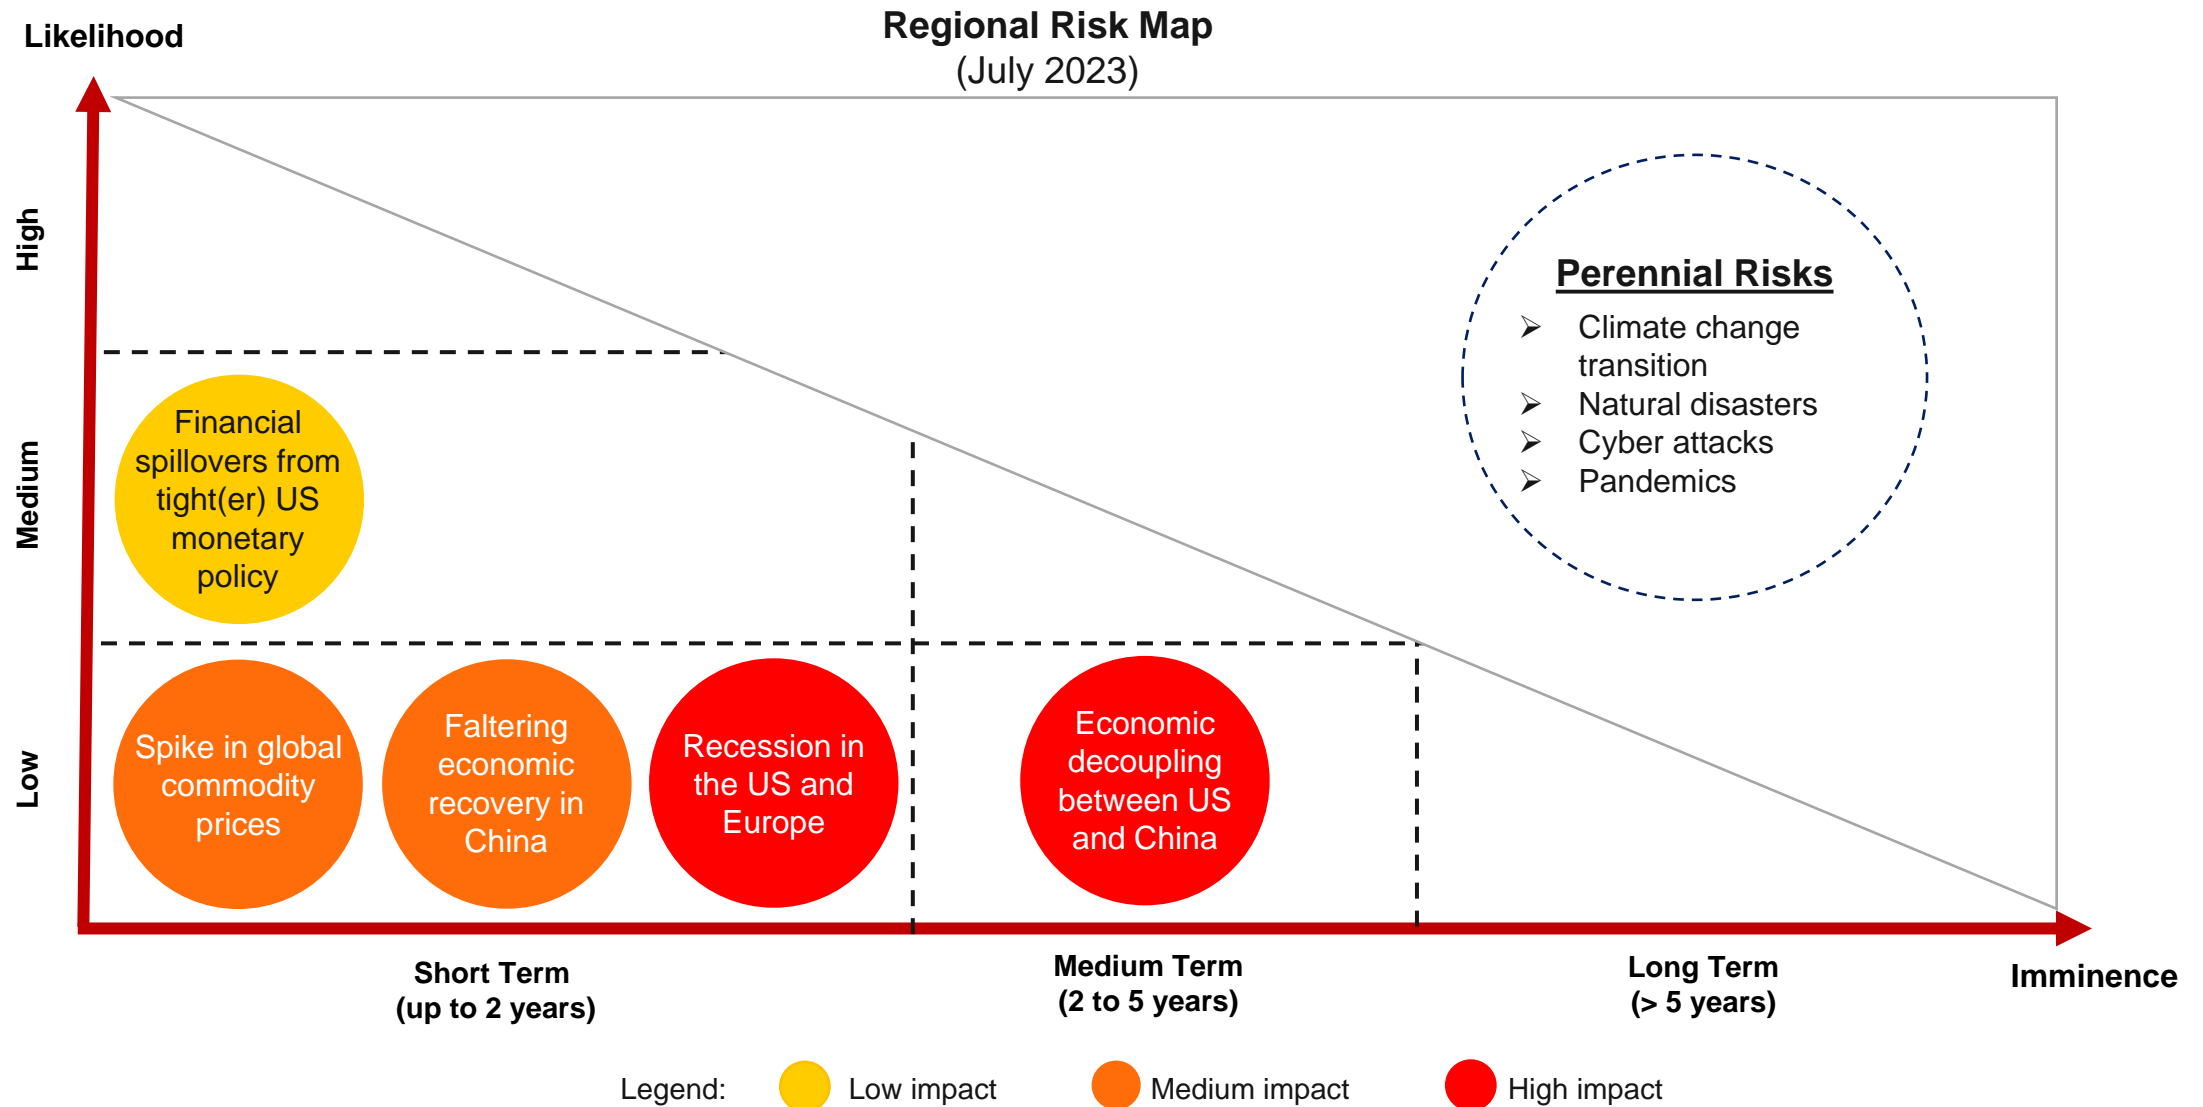 Regional Risk Map
(July 2023)
Likelihood
High
Medium
Low
Perennial Risks
➢ Climate change
transition
➢ Natural disasters
➢ Cyber attacks
➢ Pandemics
Financial
spillovers from
tight(er) US
monetary
policy
Spike in global
commodity
prices
Faltering
economic
recovery in
China
Recession in
the US and
Europe
Economic
decoupling
between US
and China
Short Term
(up to 2 years)
Medium Term
(2 to 5 years)
Long Term
(> 5 years)
Imminence
Legend: Low impact Medium impact High impact